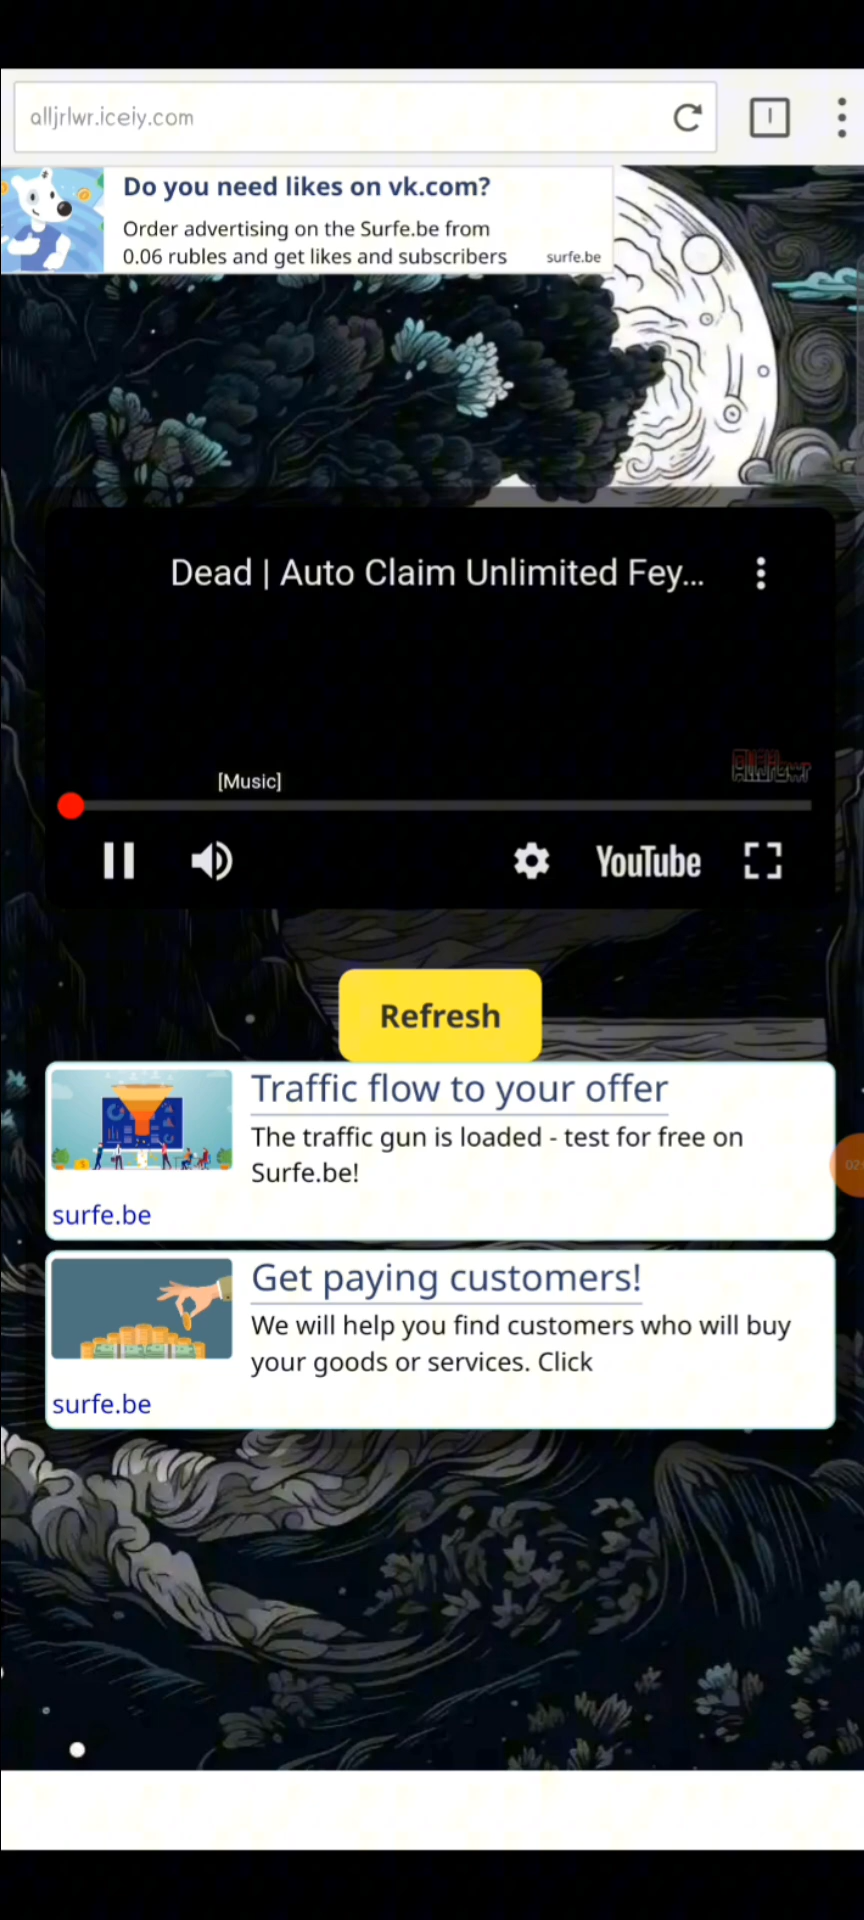 alljrlwr.iceiy.com
Do you need likes on vk.com?
Order advertising on the Surfe.be from
0.06 rubles and get likes and subscribers
surfe.be
Dead | Auto Claim Unlimited Fey...
[Music]
YouTube
Refresh
Traffic flow to your offer
The traffic gun is loaded - test for free on
Surfe.be!
surfe.be
Get paying customers!
We will help you find customers who will buy
your goods or services. Click
surfe.be